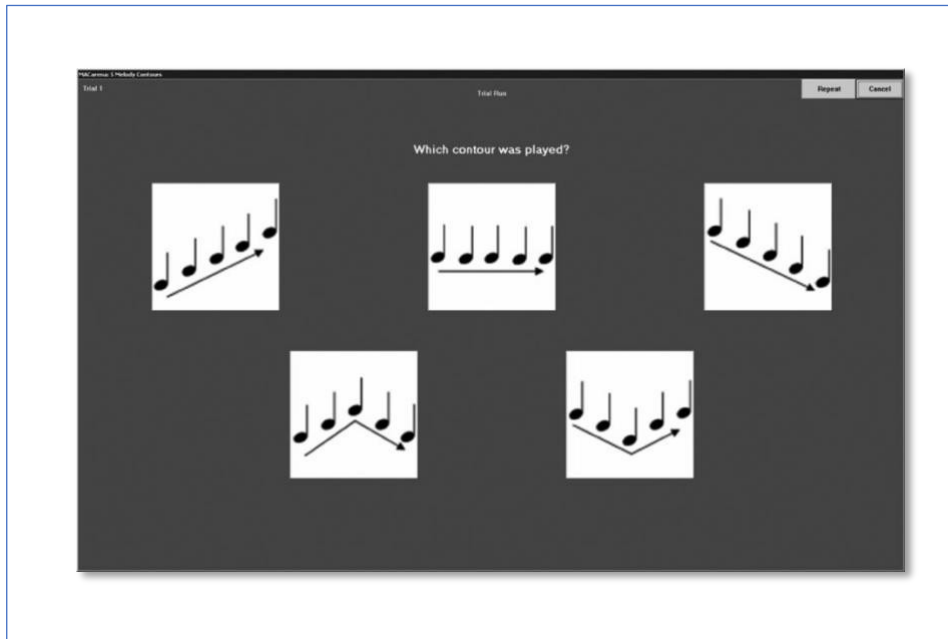 MACarena: 5 Melody Contours
Trial 1
Trial Run
Repeat
Cancel
Which contour was played?